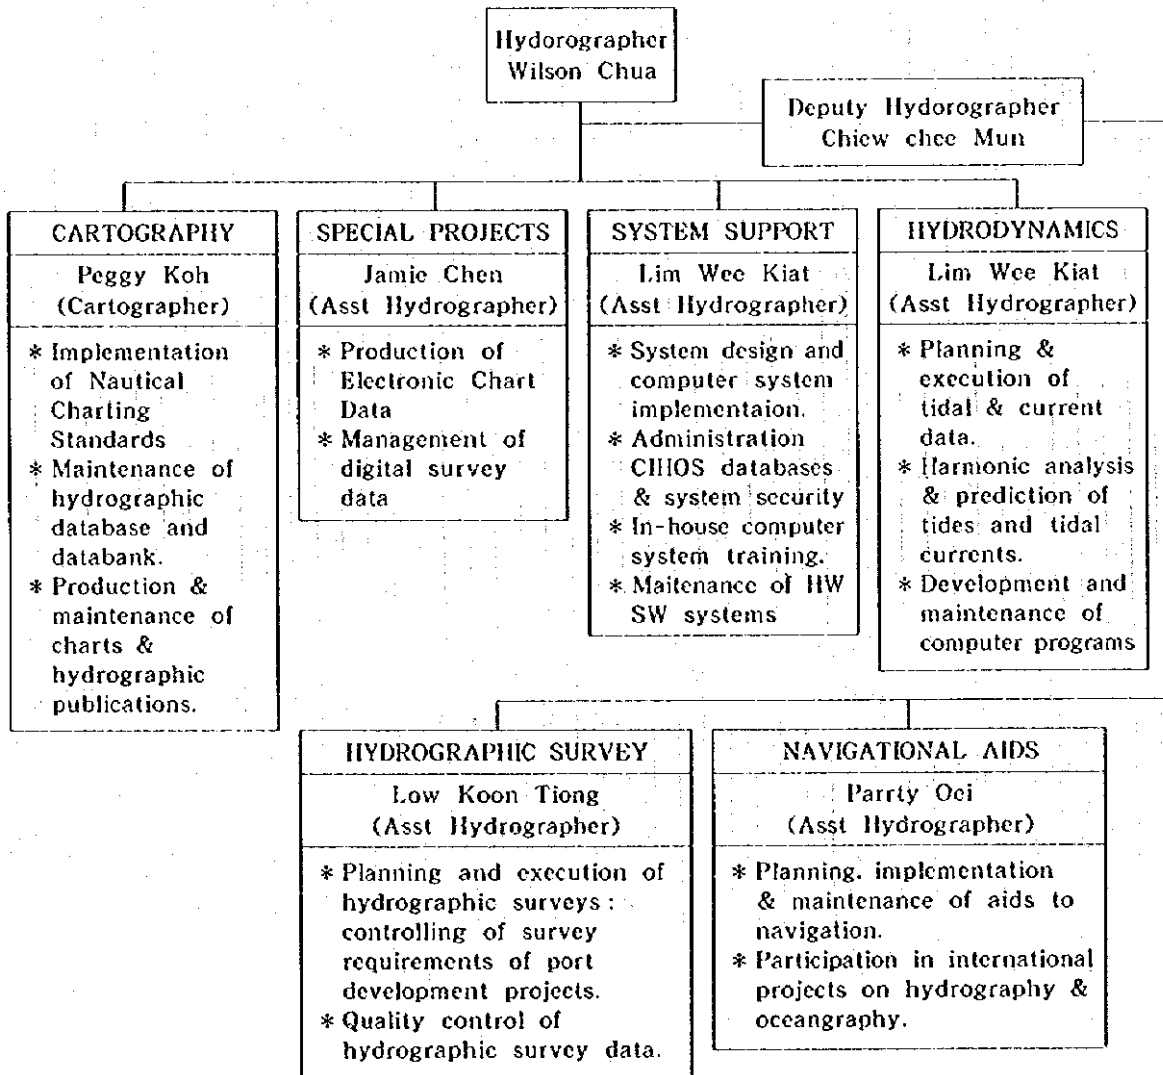 Hydorographer
Wilson Chua
Deputy Hydorographer
Chiew chee Mun
CARTOGRAPHY
Peggy Koh
(Cartographer)
* Implementation
of Nautical
Charting
Standards
* Maintenance of
hydrographic
database and
databank.
* Production &
maintenance of
charts &
hydrographic
publications.
SPECIAL PROJECTS
Jamie Chen
(Asst Hydrographer)
* Production of
Electronic Chart
Data
* Management of
digital survey
data
SYSTEM SUPPORT
Lim Wee Kiat
(Asst Hydrographer)
* System design and
computer system
implementaion.
* Administration
CIHOS databases
& system security
* In-house computer
system training.
* Maitenance of HW
SW systems
HYDRODYNAMICS
Lim Wee Kiat
(Asst Hydrographer)
* Planning &
execution of
tidal & current
data.
* Harmonic analysis
& prediction of
tides and tidal
currents.
* Development and
maintenance of
computer programs
HYDROGRAPHIC SURVEY
Low Koon Tiong
(Asst Hydrographer)
* Planning and execution of
hydrographic surveys :
controlling of survey
requirements of port
development projects.
* Quality control of
hydrographic survey data.
NAVIGATIONAL AIDS
Parrty Oei
(Asst Hydrographer)
* Planning. implementation
& maintenance of aids to
navigation.
* Participation in international
projects on hydrography &
oceangraphy.